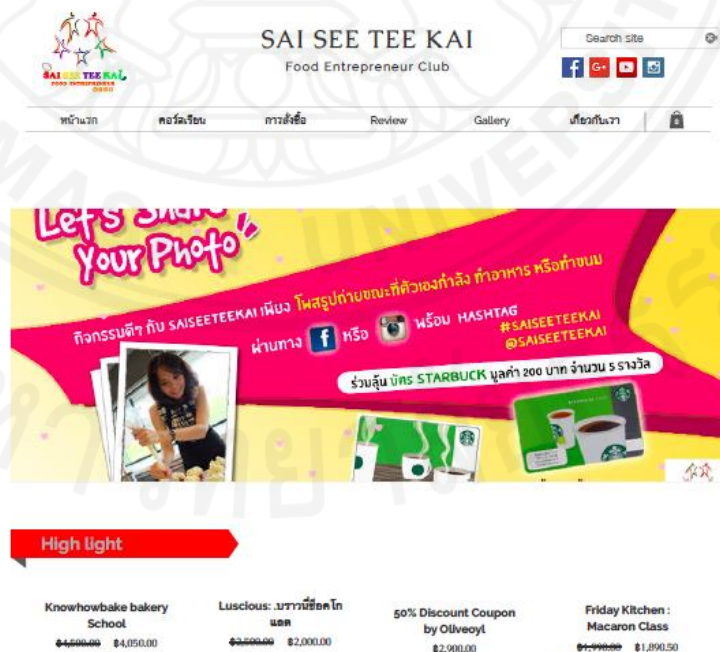 SAI SEE TEE KAI
FOOD ENTREPRENEUR
SAI SEE TEE KAI
Food Entrepreneur Club
Search site
หน้าแรก คอร์สเรียน การสั่งซื้อ Review Gallery เกี่ยวกับเรา
Let's Share
Your Photo
กิจกรรมดีๆ กับ SAISEETEEKAI เพียง โพสรูปถ่ายขณะที่ตัวเองกำลัง ทำอาหาร หรือทำขนม
ผ่านทาง f หรือ พร้อม HASHTAG #SAISEETEEKAI
@SAISEETEEKAI
ร่วมลุ้น บัตร STARBUCK มูลค่า 200 บาท จำนวน 5 รางวัล
High light
Knowhowbake bakery
School
฿4,500.00 ฿4,050.00
Luscious: .บราวนี่ช็อคโก
แลต
฿2,500.00 ฿2,000.00
50% Discount Coupon
by Oliveoyl
฿2,900.00
Friday Kitchen :
Macaron Class
฿1,990.00 ฿1,890.50